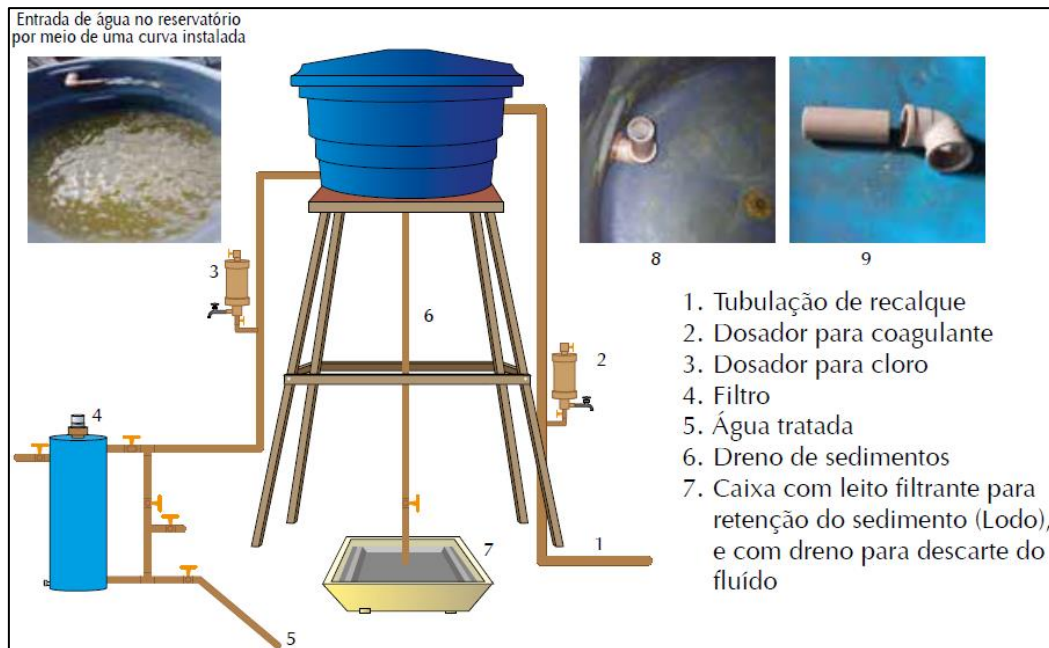 Entrada de água no reservatório
por meio de uma curva instalada
8
9
3
6
2
4
7
1
5
1. Tubulação de recalque
2. Dosador para coagulante
3. Dosador para cloro
4. Filtro
5. Água tratada
6. Dreno de sedimentos
7. Caixa com leito filtrante para
retenção do sedimento (Lodo),
e com dreno para descarte do
fluído